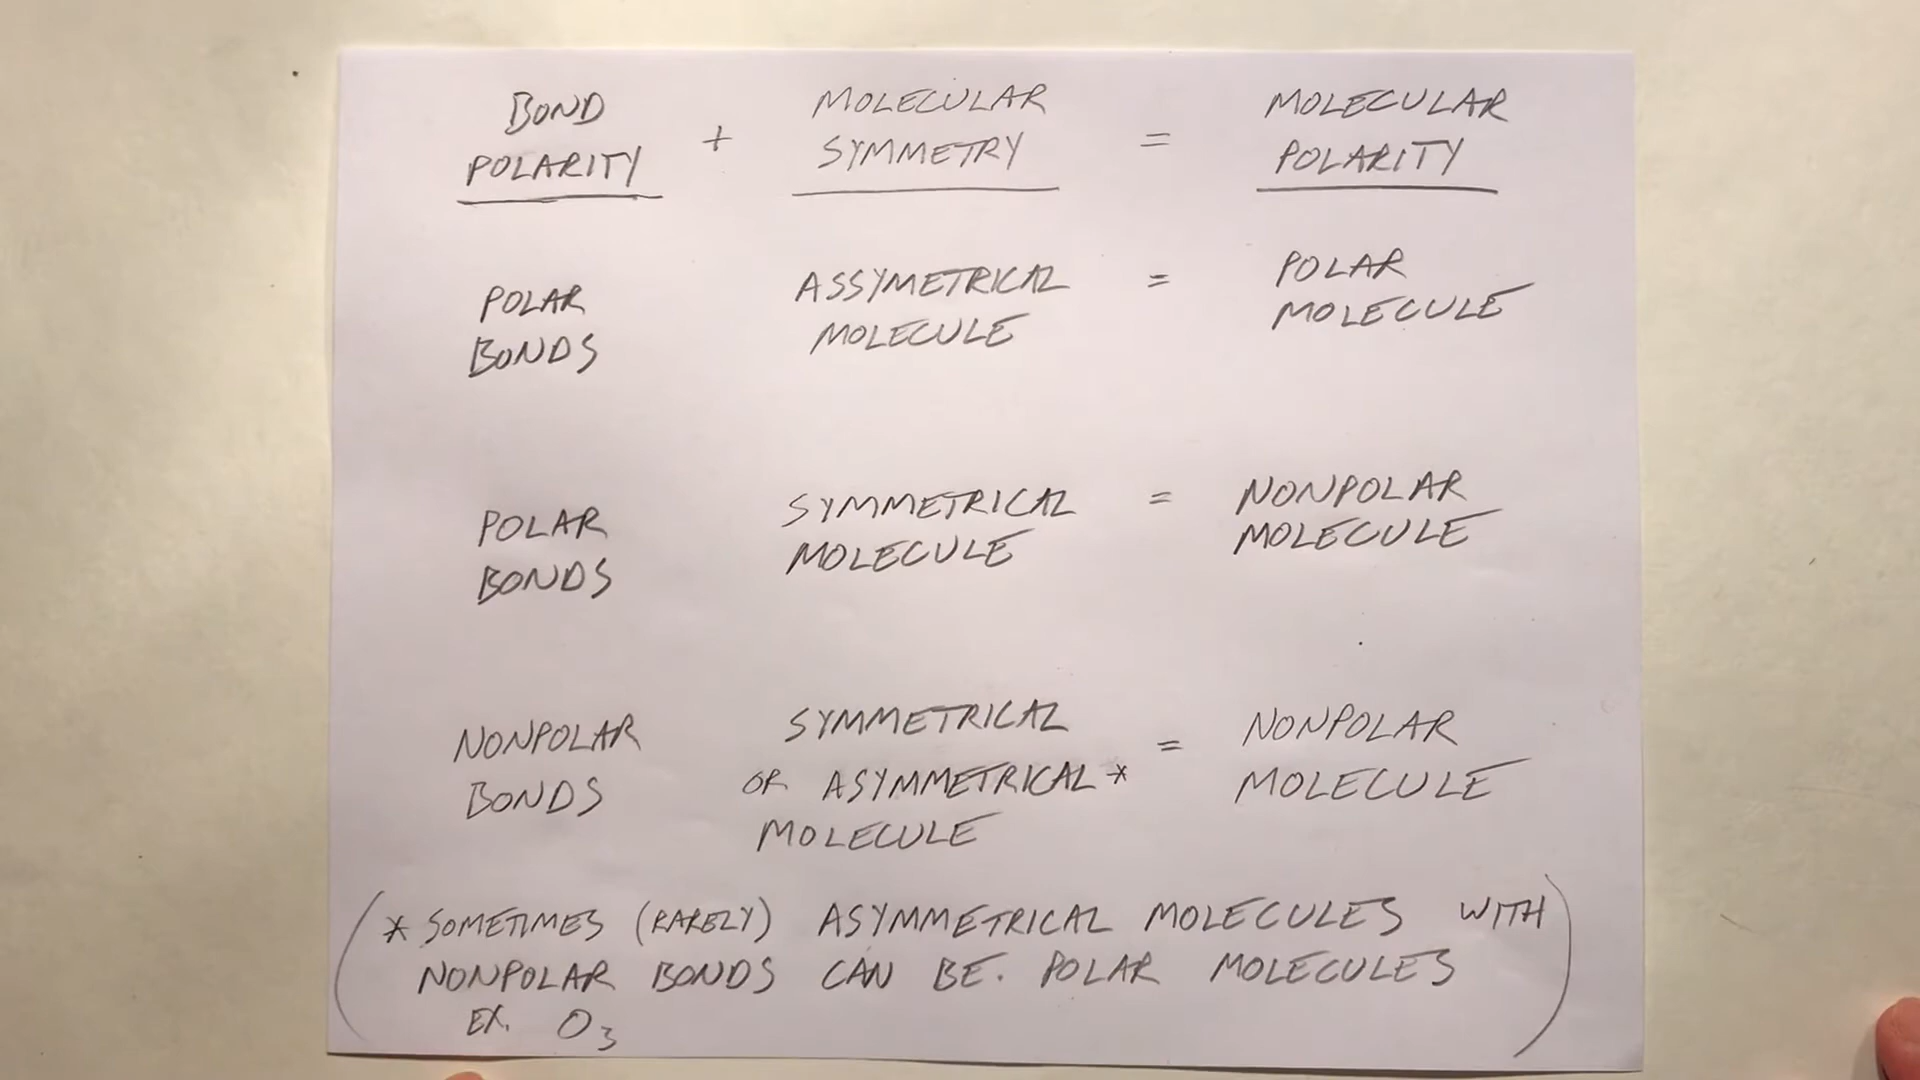 BOND POLARITY + MOLECULAR SYMMETRY = MOLECULAR POLARITY
POLAR BONDS ASSYMETRICAL MOLECULE = POLAR MOLECULE
POLAR BONDS SYMMETRICAL MOLECULE = NONPOLAR MOLECULE
NONPOLAR BONDS SYMMETRICAL OR ASYMMETRICAL * MOLECULE = NONPOLAR MOLECULE
(* SOMETIMES (RARELY) ASYMMETRICAL MOLECULES WITH
NONPOLAR BONDS CAN BE. POLAR MOLECULES
EX. O₃)